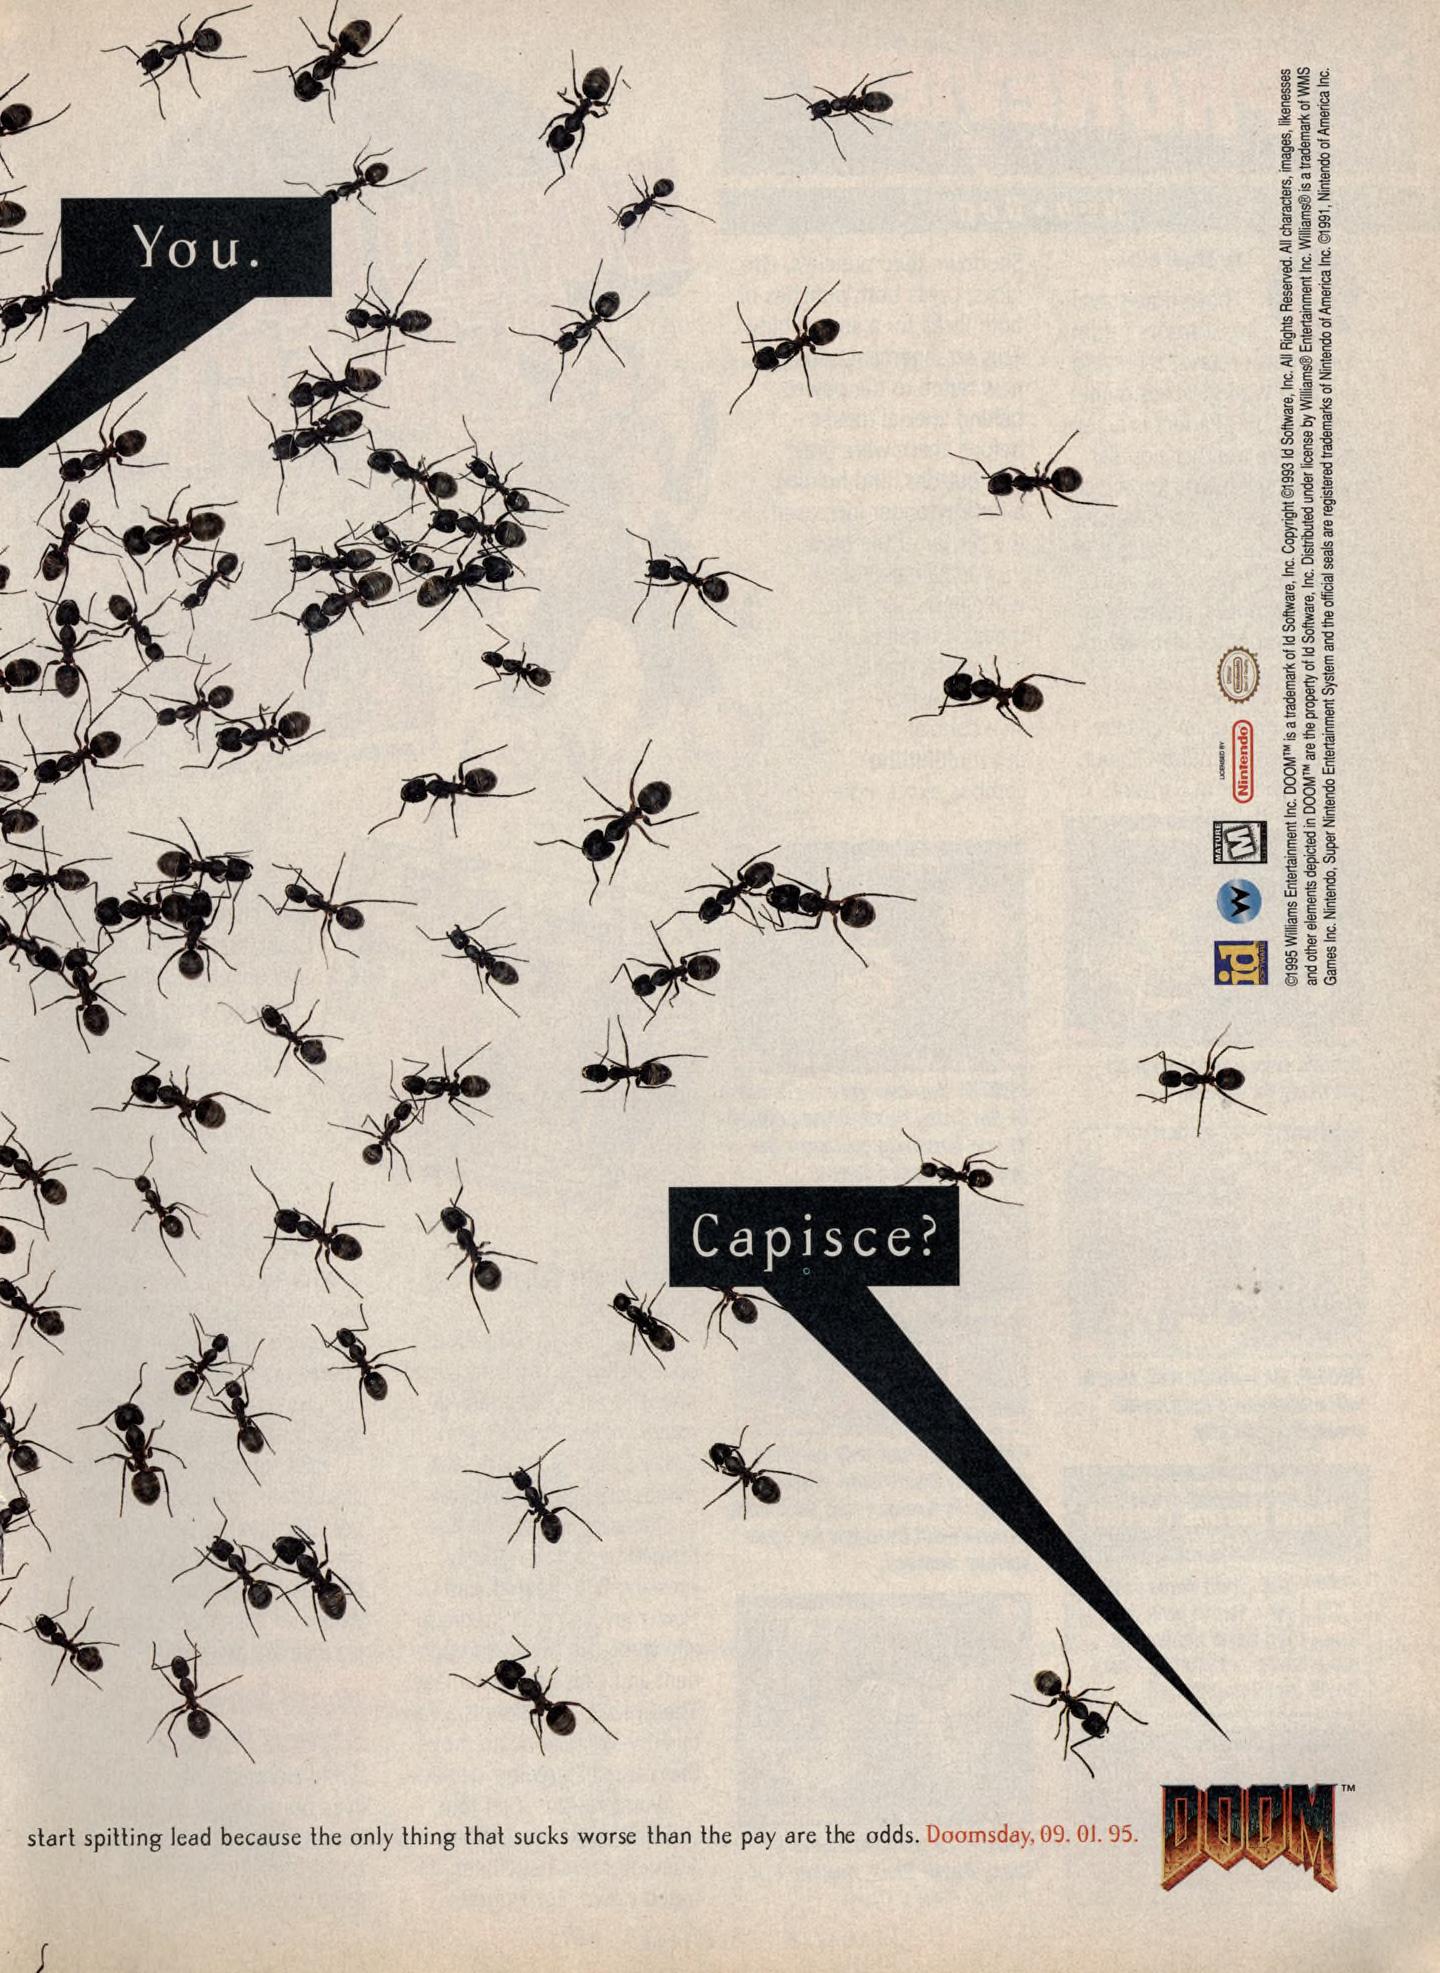 You.
Capisce?
start spitting lead because the only thing that sucks worse than the pay are the odds. Doomsday, 09. 01. 95.
DOOM™
id
SOFTWARE
W
MATURE
M
LICENSED BY
Nintendo
©1995 Williams Entertainment Inc. DOOM™ is a trademark of Id Software, Inc. Copyright ©1993 Id Software, Inc. All Rights Reserved. All characters, images, likenesses
and other elements depicted in DOOM™ are the property of Id Software, Inc. Distributed under license by Williams® Entertainment Inc. Williams® is a trademark of WMS
Games Inc. Nintendo, Super Nintendo Entertainment System and the official seals are registered trademarks of Nintendo of America Inc. ©1991, Nintendo of America Inc.